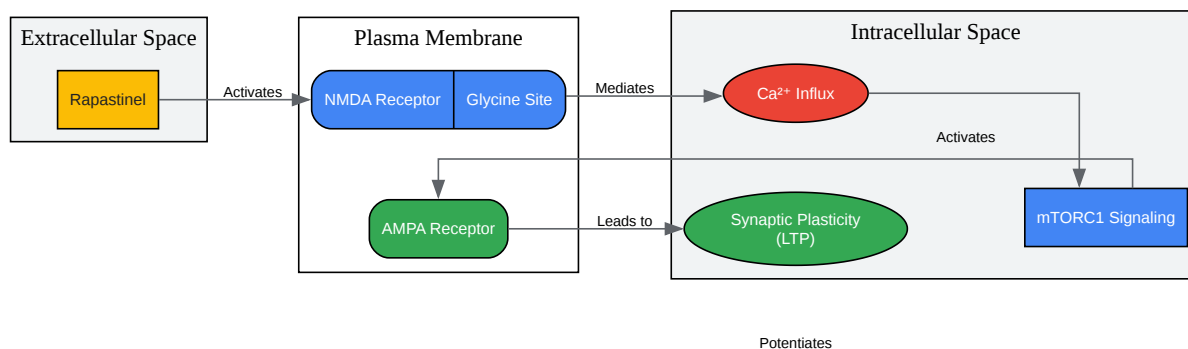 Extracellular Space
Plasma Membrane
Intracellular Space
Rapastinel
Activates
NMDA Receptor
Glycine Site
Mediates
Ca²⁺ Influx
Activates
AMPA Receptor
Leads to
Synaptic Plasticity
(LTP)
mTORC1 Signaling
Potentiates